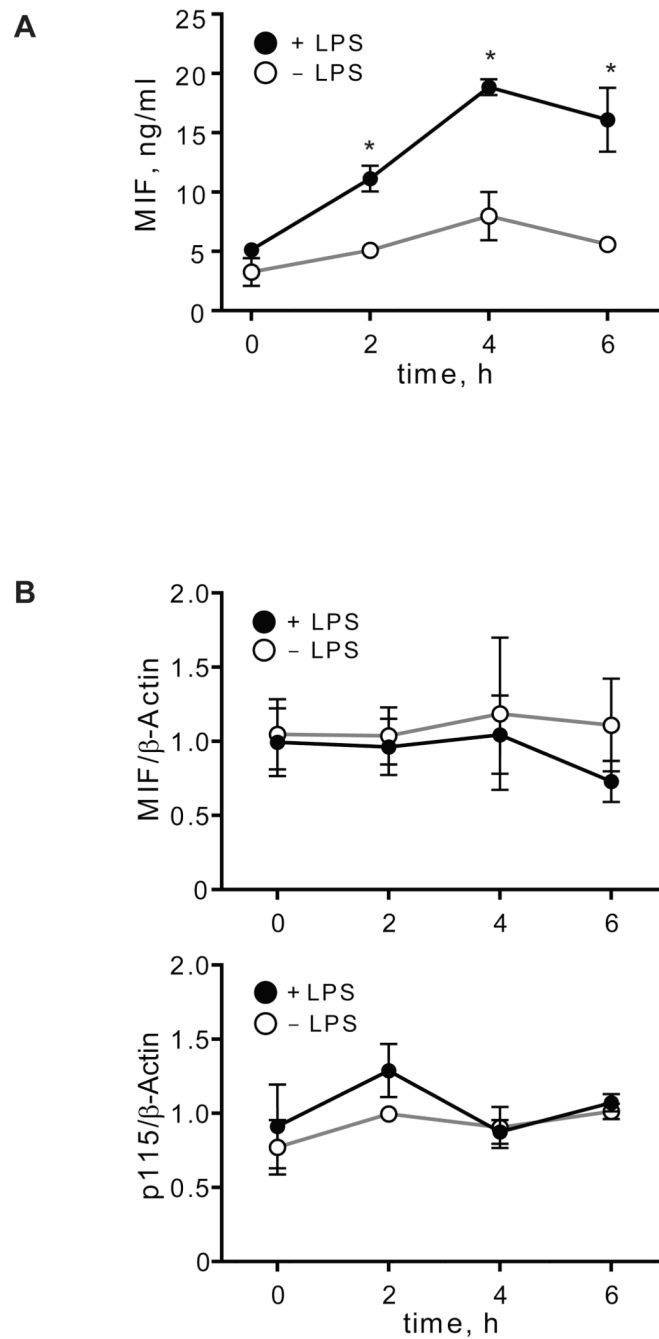 A
25
20
15
10
5
0
MIF, ng/ml
+ LPS
– LPS
*
*
*
0 2 4 6
time, h
B
2.0
1.5
1.0
0.5
0
MIF/β-Actin
+ LPS
– LPS
0 2 4 6
2.0
1.5
1.0
0.5
0
p115/β-Actin
+ LPS
– LPS
0 2 4 6
time, h